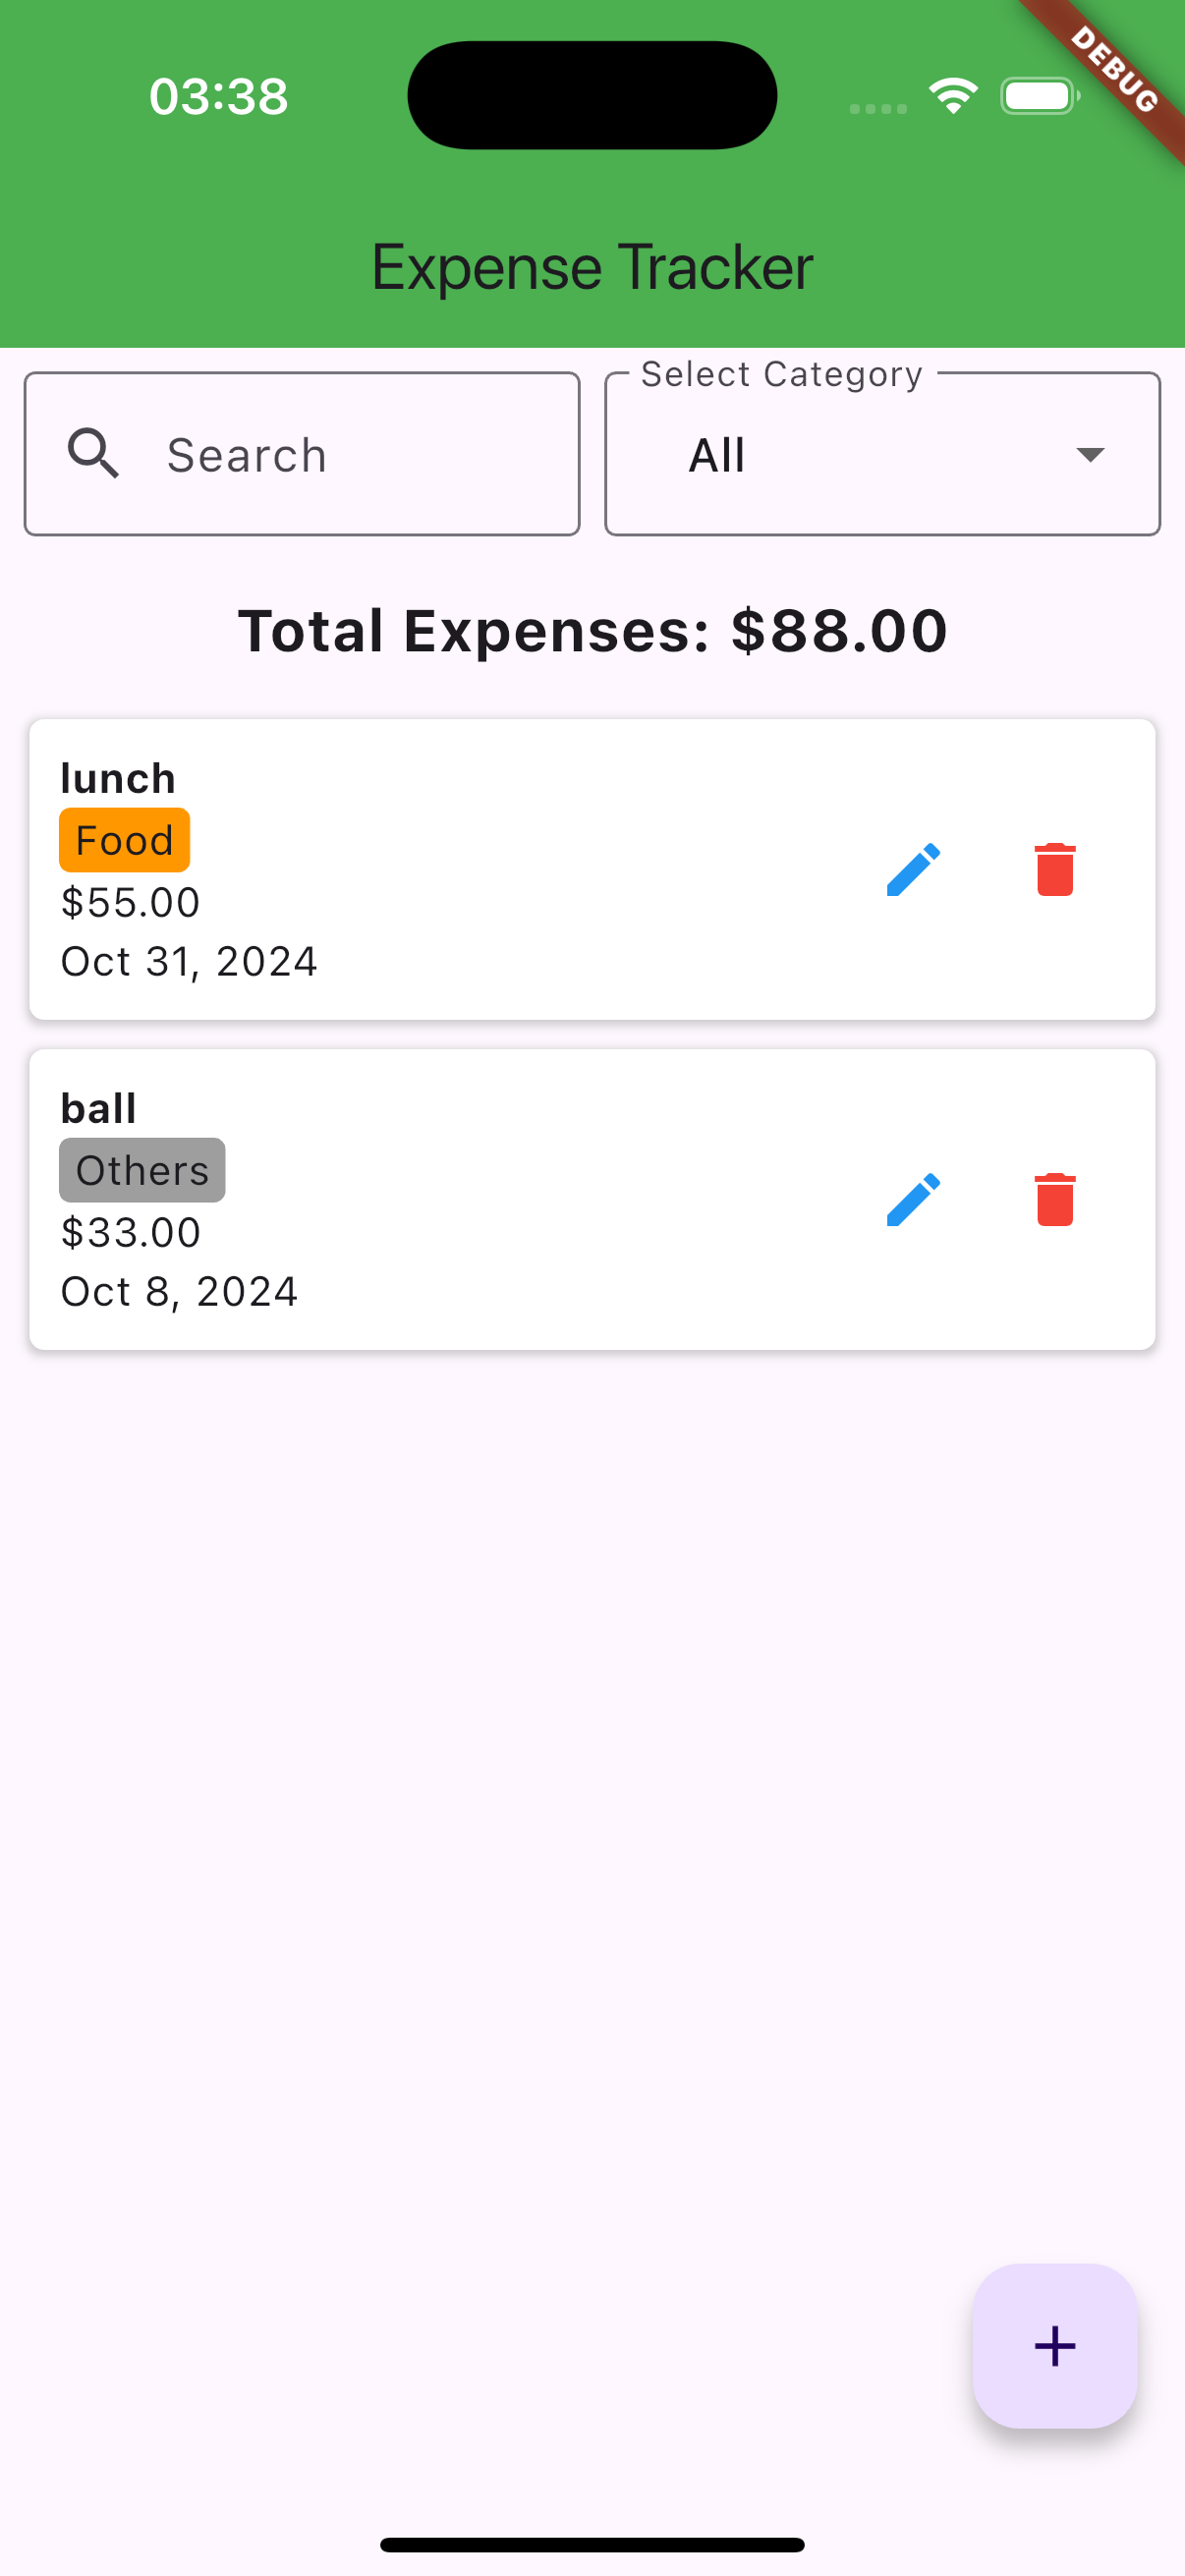 03:38
DEBUG
Expense Tracker
Select Category
Search
All
Total Expenses: $88.00
lunch
Food
$55.00
Oct 31, 2024
ball
Others
$33.00
Oct 8, 2024
+